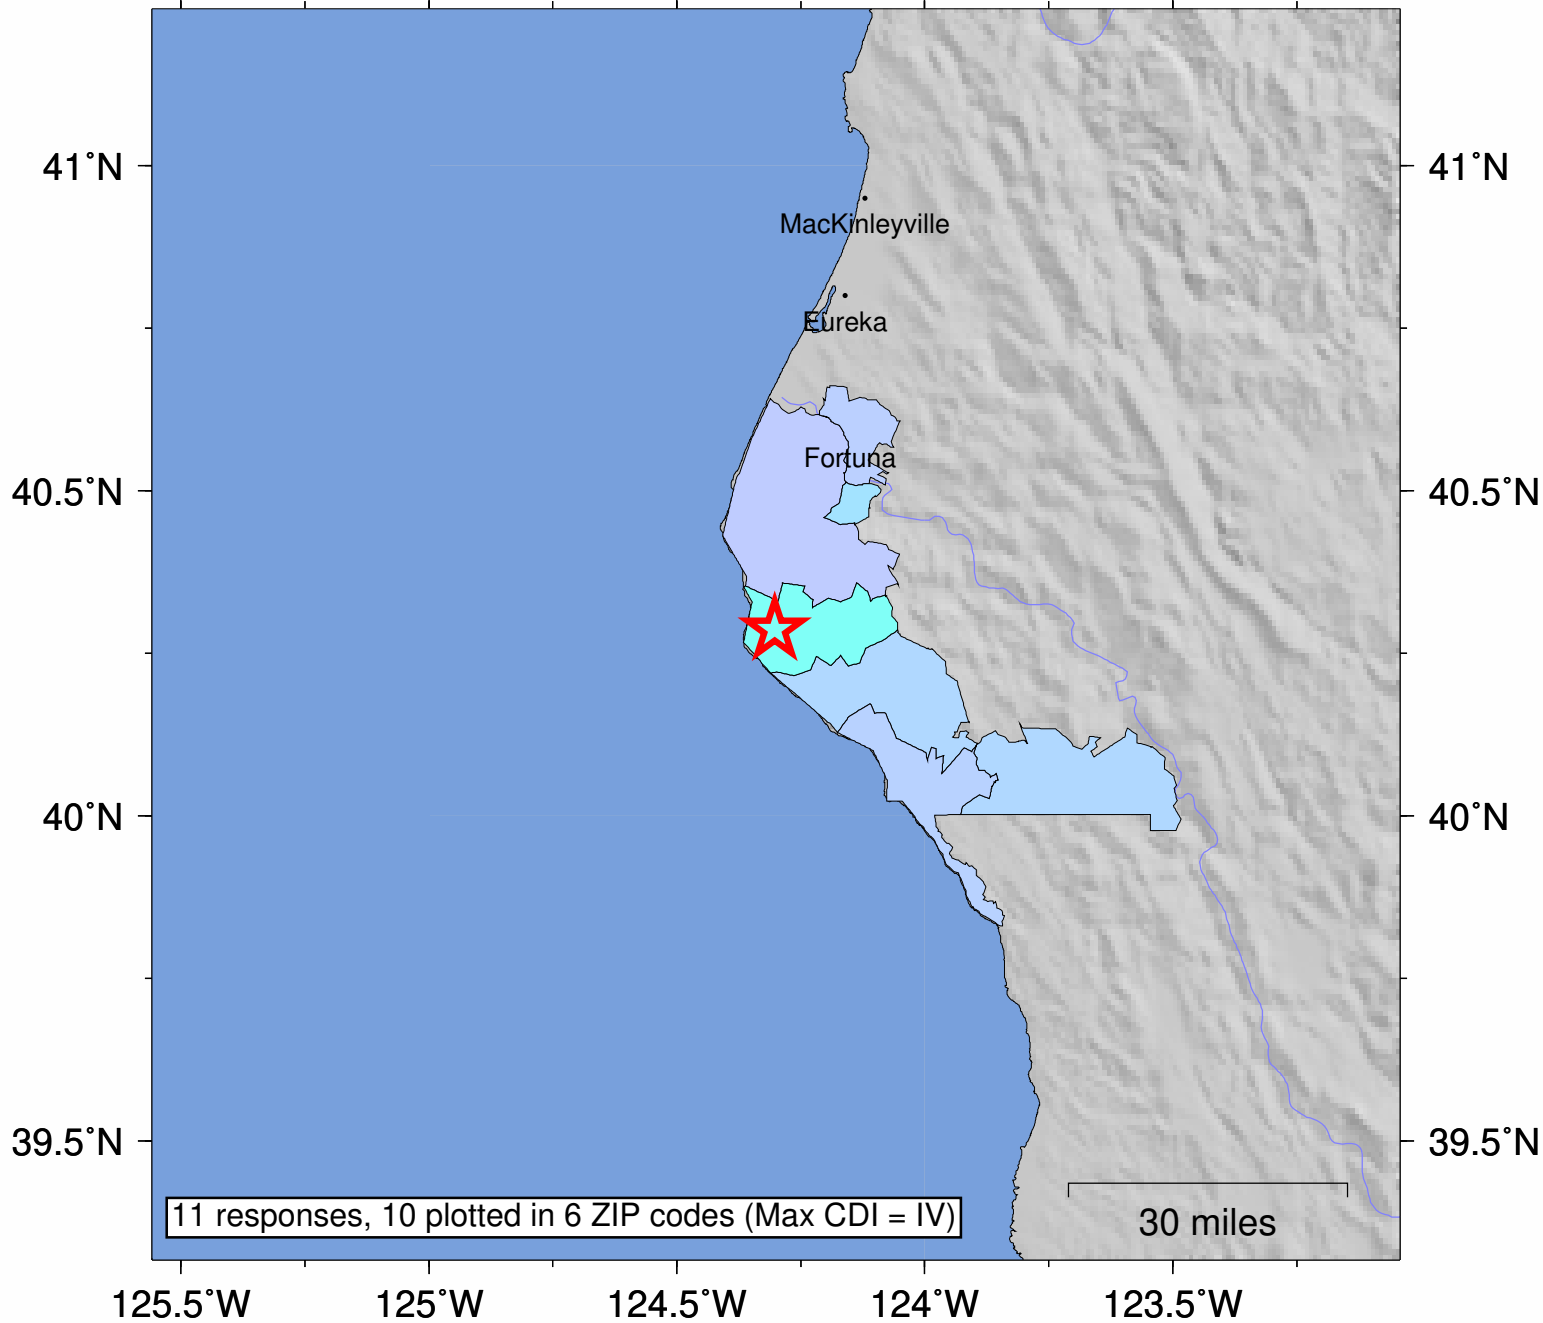 41°N
41°N
MacKinleyville
Eureka
Fortuna
40.5°N
40.5°N
40°N
40°N
39.5°N
39.5°N
11 responses, 10 plotted in 6 ZIP codes (Max CDI = IV)
30 miles
125.5°W
125°W
124.5°W
124°W
123.5°W